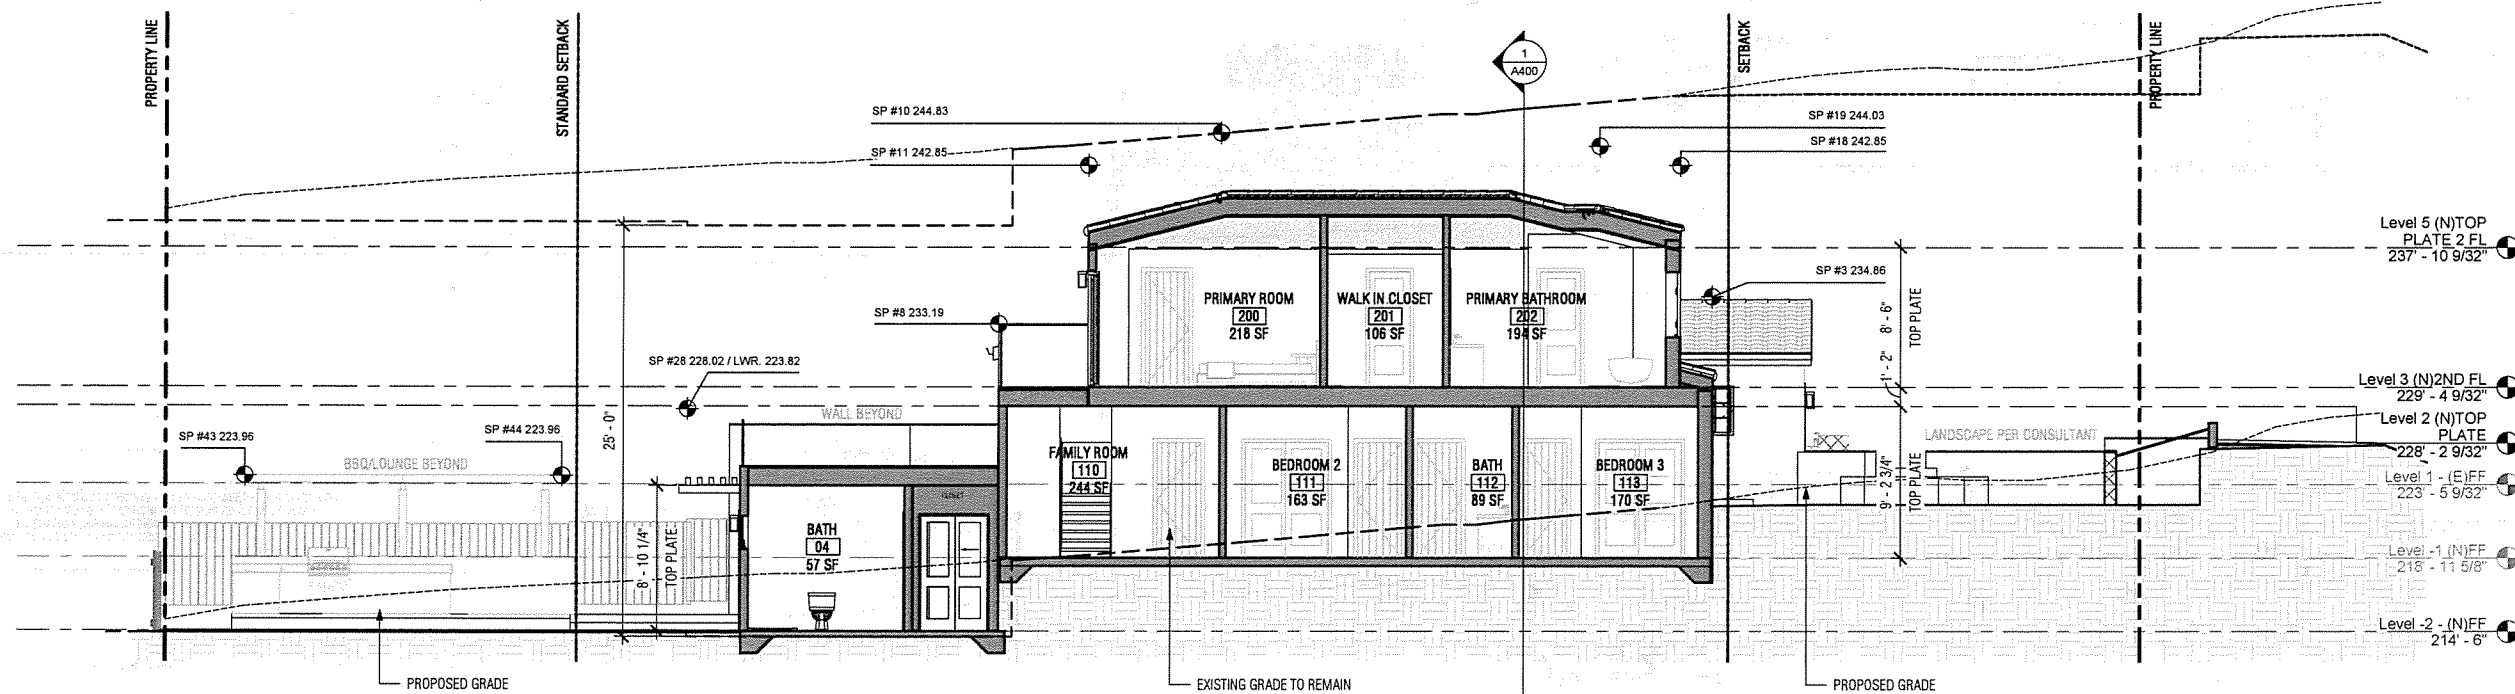 PROPERTY LINE
STANDARD SETBACK
SETBACK
PROPERTY LINE
1
A400
SP #10 244.83
SP #11 242.85
SP #19 244.03
SP #18 242.85
Level 5 (N)TOP
PLATE 2 FL
237' - 10 9/32"
SP #3 234.86
8' - 6"
TOP PLATE
PRIMARY ROOM
200
218 SF
WALK IN CLOSET
201
106 SF
PRIMARY BATHROOM
202
194 SF
SP #8 233.19
SP #28 228.02 / LWR. 223.82
1' - 2"
Level 3 (N)2ND FL
229' - 4 9/32"
25' - 0"
WALL BEYOND
Level 2 (N)TOP
PLATE
228' - 2 9/32"
SP #43 223.96
SP #44 223.96
BBQ/LOUNGE BEYOND
LANDSCAPE PER CONSULTANT
FAMILY ROOM
110
244 SF
BEDROOM 2
111
163 SF
BATH
112
89 SF
BEDROOM 3
113
170 SF
9' - 2 3/4"
TOP PLATE
Level 1 - (E)FF
223' - 5 9/32"
CLOSET
8' - 10 1/4"
TOP PLATE
BATH
04
57 SF
Level -1 (N)FF
218' - 11 5/8"
Level -2 - (N)FF
214' - 6"
PROPOSED GRADE
EXISTING GRADE TO REMAIN
PROPOSED GRADE